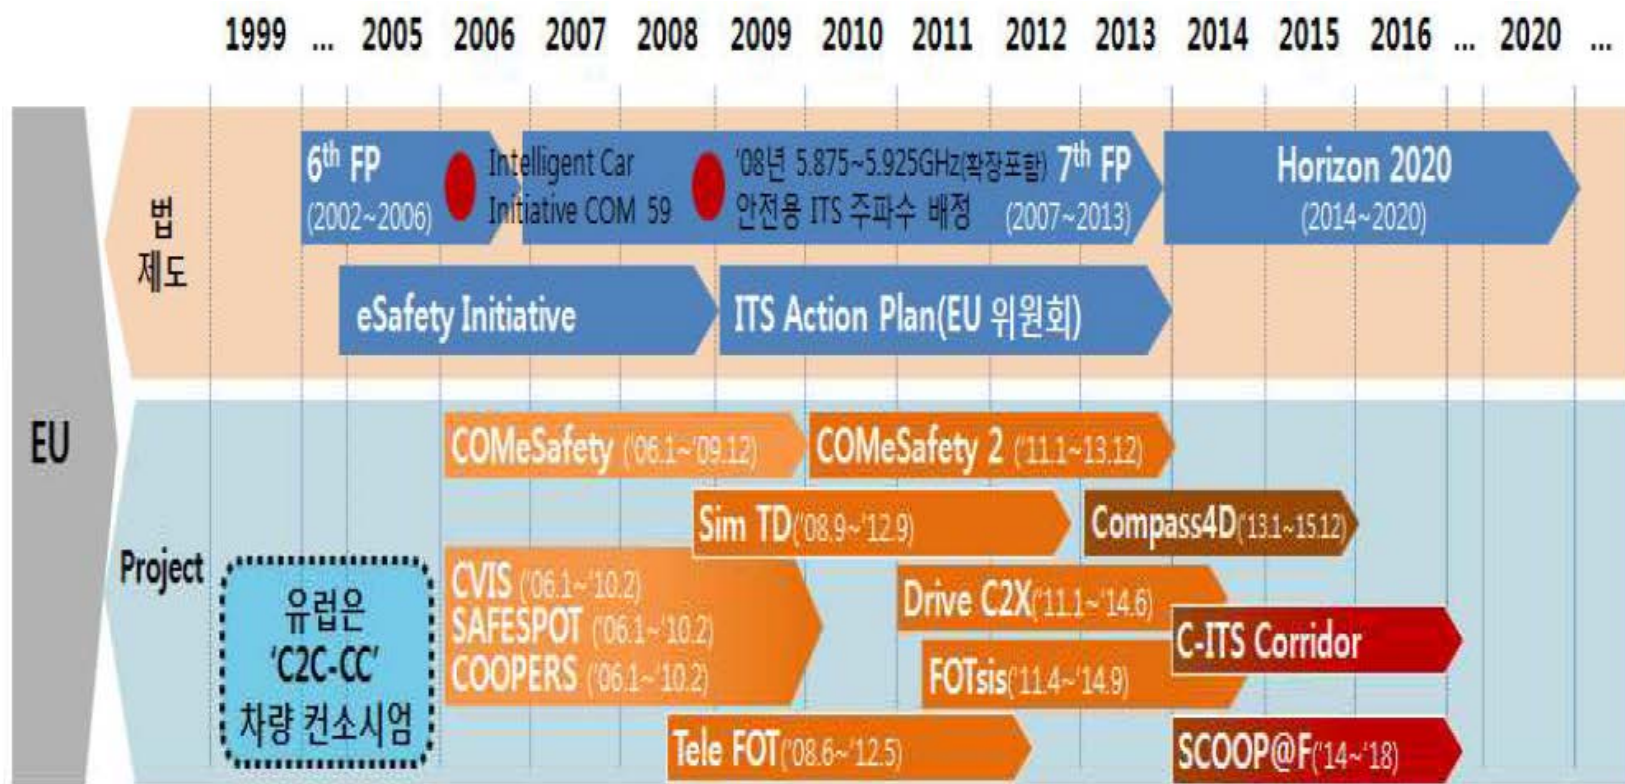 1999 ... 2005 2006 2007 2008 2009 2010 2011 2012 2013 2014 2015 2016 ... 2020 ...
EU
법
제도
6th FP
(2002~2006)
Intelligent Car
Initiative COM 59
'08년 5.875~5.925GHz(확장포함)
안전용 ITS 주파수 배정
7th FP
(2007~2013)
Horizon 2020
(2014~2020)
eSafety Initiative
ITS Action Plan(EU 위원회)
Project
유럽은
'C2C-CC'
차량 컨소시엄
COMeSafety ('06.1~'09.12)
COMeSafety 2 ('11.1~13.12)
Sim TD('08.9~'12.9)
Compass4D('13.1~15.12)
CVIS ('06.1~'10.2)
SAFESPOT ('06.1~'10.2)
COOPERS ('06.1~'10.2)
Drive C2X('11.1~'14.6)
C-ITS Corridor
FOTsis('11.4~'14.9)
Tele FOT('08.6~'12.5)
SCOOP@F('14~'18)